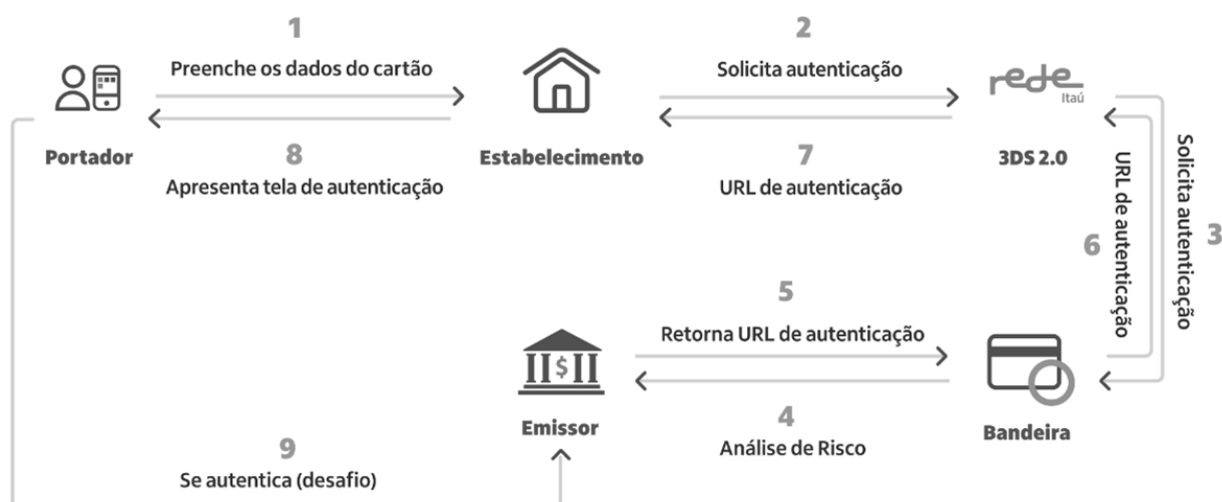 1
Preenche os dados do cartão
2
Solicita autenticação
rede
Itaú
Portador
8
Apresenta tela de autenticação
Estabelecimento
7
URL de autenticação
3DS 2.0
Solicita autenticação
3
URL de autenticação
6
5
Retorna URL de autenticação
$
Emissor
4
Análise de Risco
Bandeira
9
Se autentica (desafio)